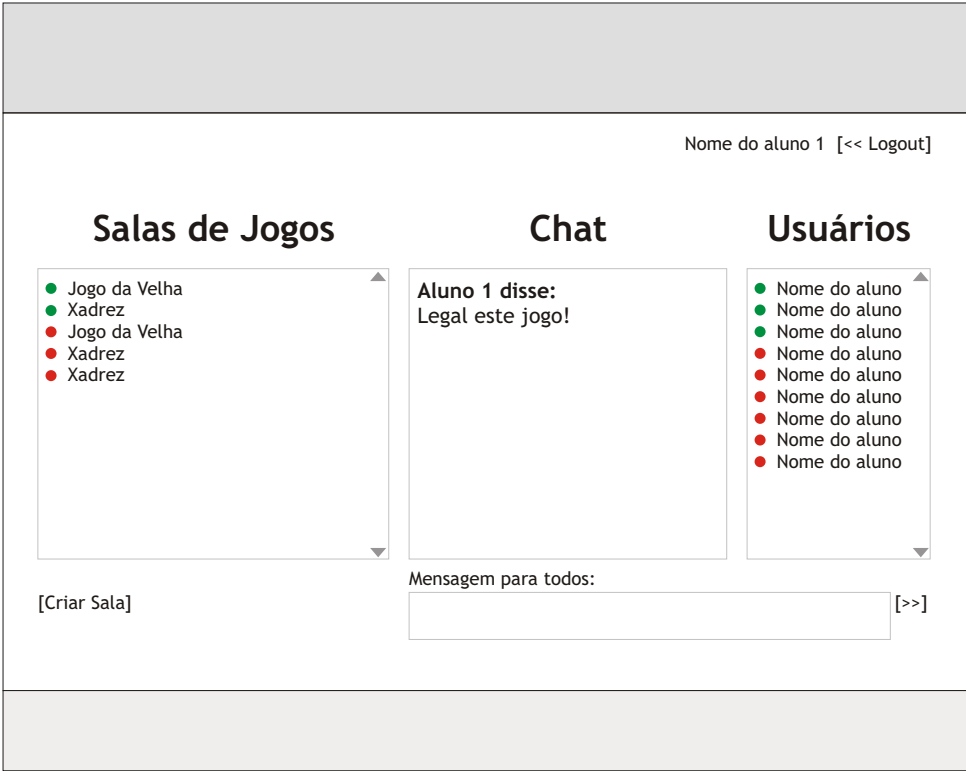 Nome do aluno 1 [<< Logout]
Salas de Jogos
Jogo da Velha
Xadrez
Jogo da Velha
Xadrez
Xadrez
[Criar Sala]
Chat
Aluno 1 disse:
Legal este jogo!
Mensagem para todos:
[>>]
Usuários
Nome do aluno
Nome do aluno
Nome do aluno
Nome do aluno
Nome do aluno
Nome do aluno
Nome do aluno
Nome do aluno
Nome do aluno